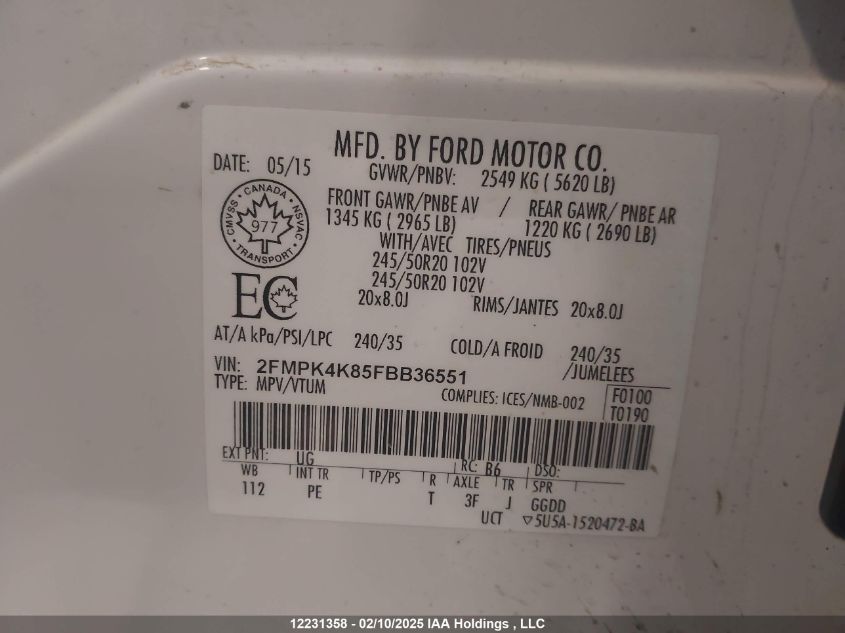 MFD. BY FORD MOTOR CO.
DATE: 05/15
GVWR/PNBV: 2549 KG ( 5620 LB)
FRONT GAWR/PNBE AV / REAR GAWR/ PNBE AR
1345 KG ( 2965 LB) 1220 KG ( 2690 LB)
WITH/AVEC TIRES/PNEUS
245/50R20 102V
245/50R20 102V
20x8.0J RIMS/JANTES 20x8.0J
CANADA
CMVSS NSVAC
977
TRANSPORT
EC
AT/A kPa/PSI/LPC 240/35 COLD/A FROID 240/35
VIN: 2FMPK4K85FBB36551 /JUMELEES
TYPE: MPV/VTUM COMPLIES: ICES/NMB-002 F0100
T0190
EXT PNT: UG RC: B6 DSO:
WB INT TR TP/PS R AXLE TR SPR
112 PE T 3F J GGDD
UCT ▽5U5A-1520472-BA
12231358 - 02/10/2025 IAA Holdings , LLC